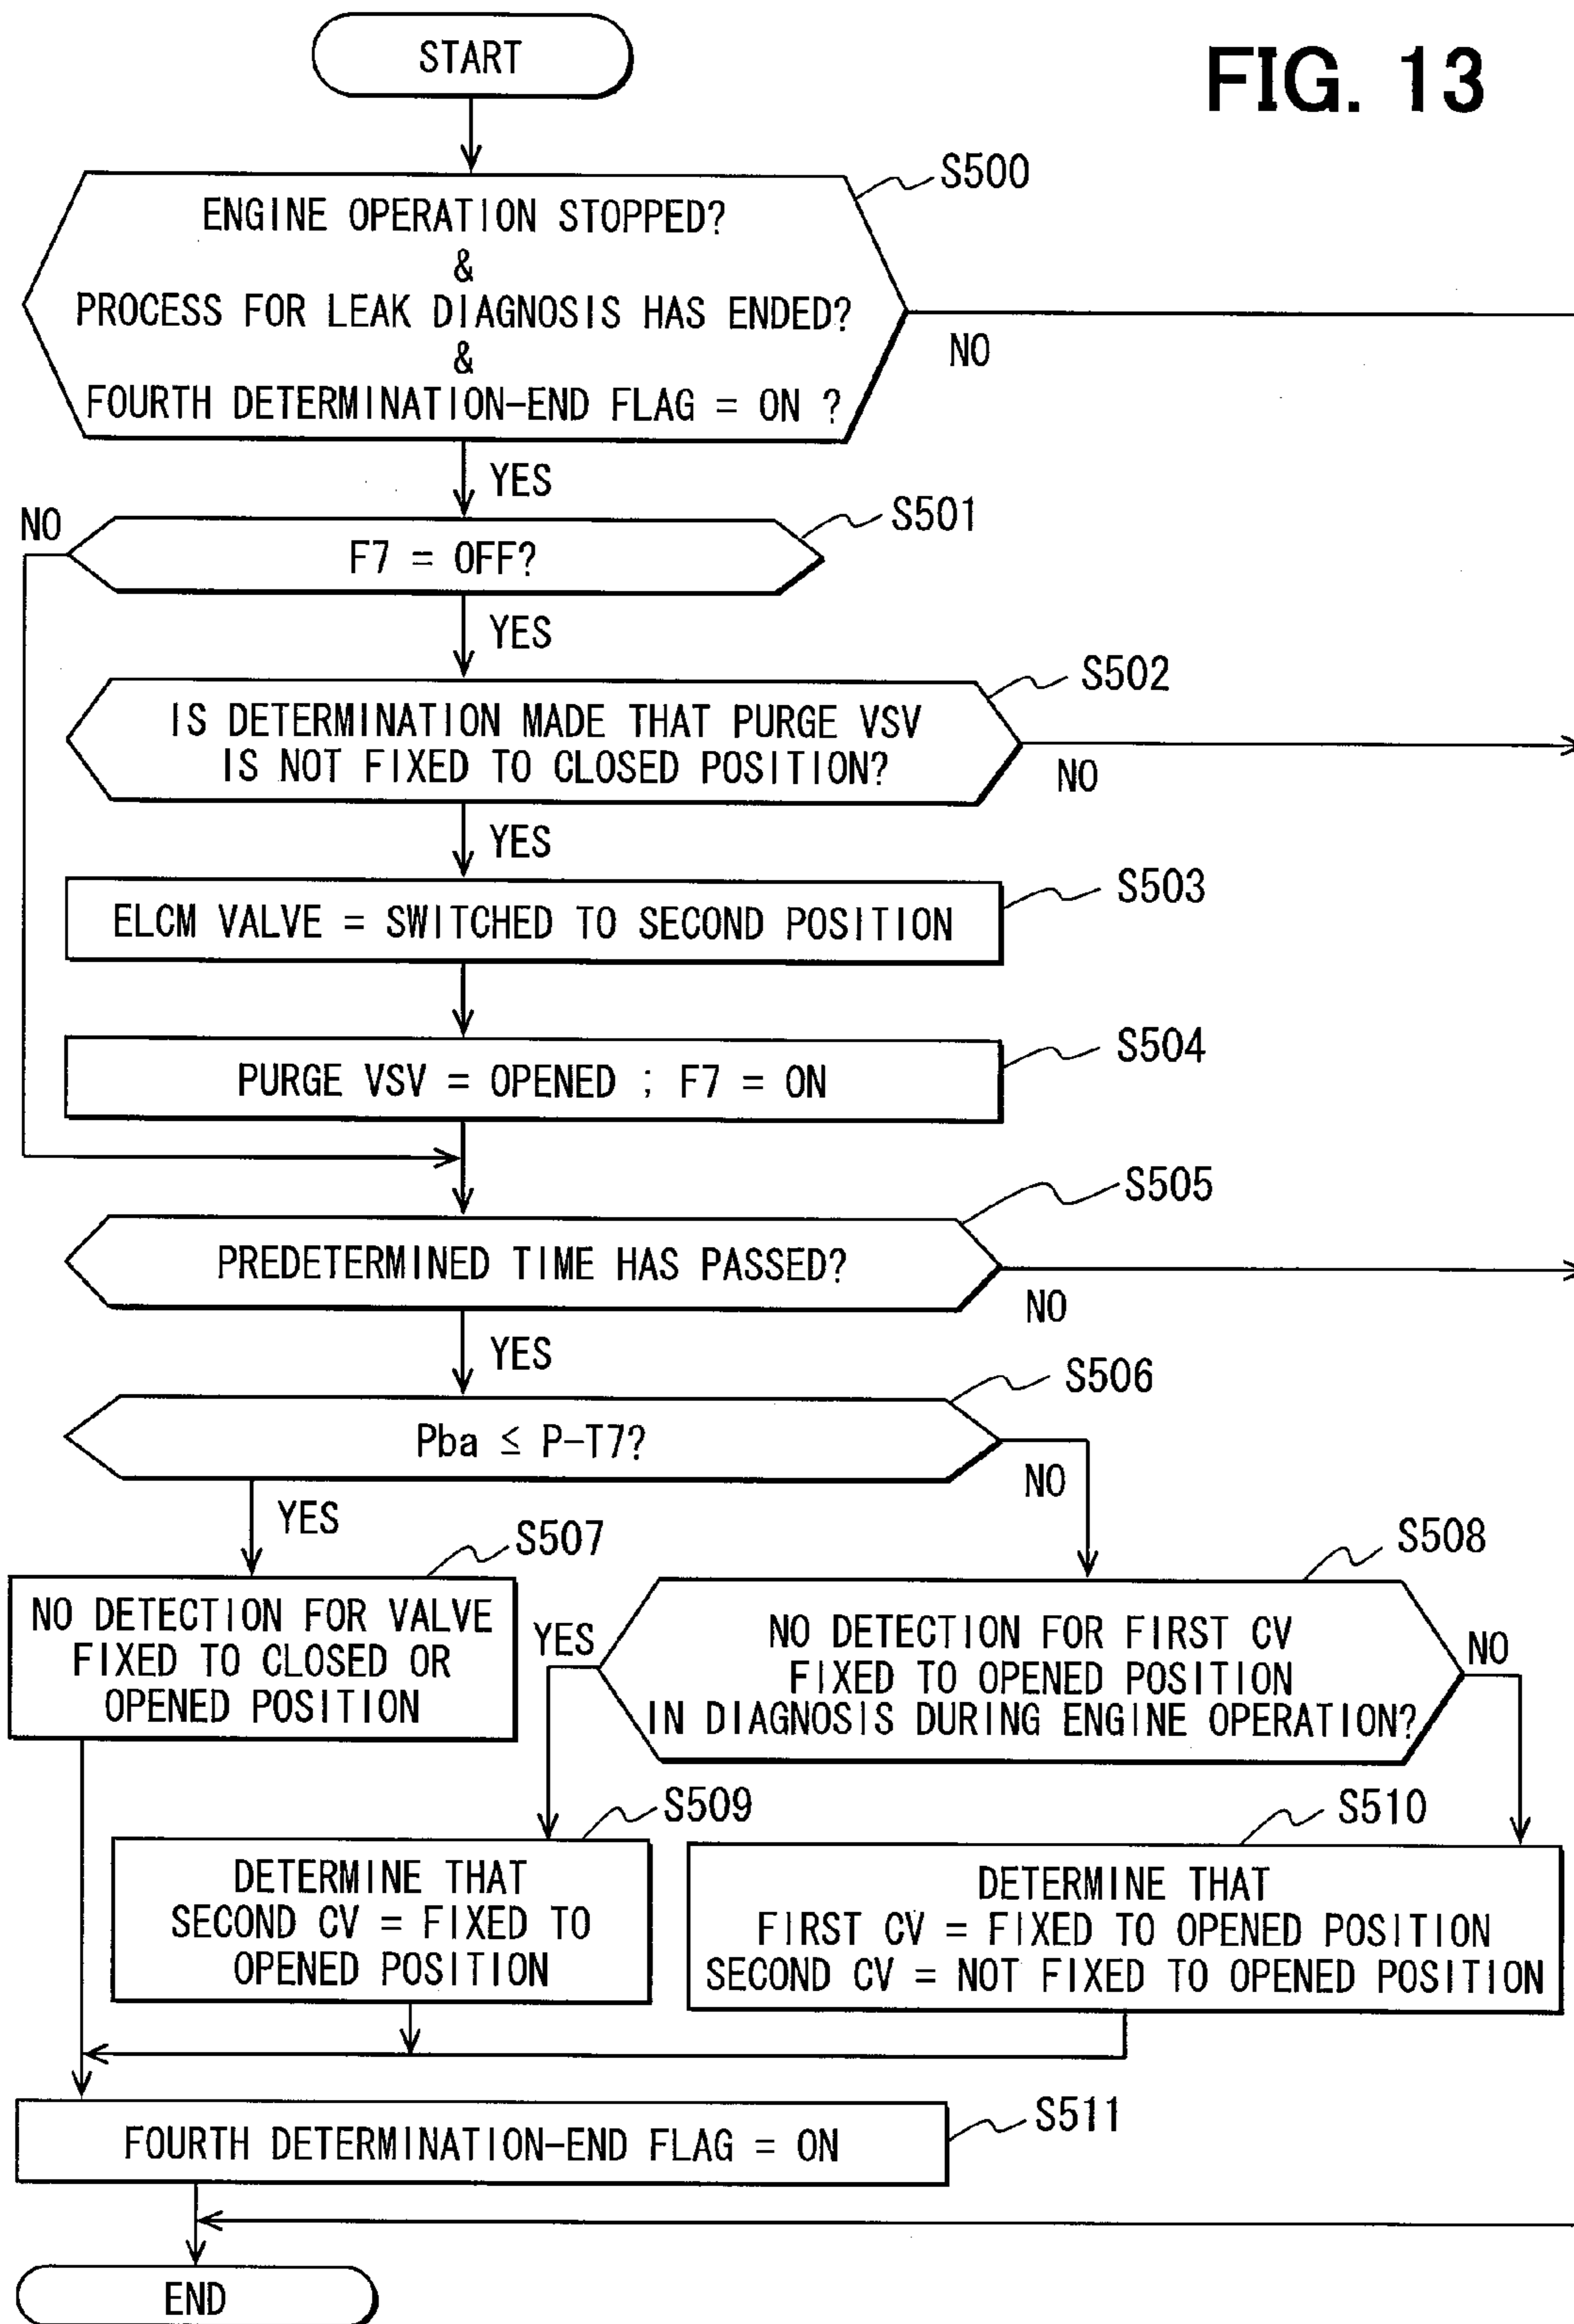 START
FIG. 13
S500
ENGINE OPERATION STOPPED?
&
PROCESS FOR LEAK DIAGNOSIS HAS ENDED?
&
FOURTH DETERMINATION-END FLAG = ON ?
NO
YES
S501
NO
F7 = OFF?
YES
S502
IS DETERMINATION MADE THAT PURGE VSV
IS NOT FIXED TO CLOSED POSITION?
NO
YES
S503
ELCM VALVE = SWITCHED TO SECOND POSITION
S504
PURGE VSV = OPENED ; F7 = ON
S505
PREDETERMINED TIME HAS PASSED?
NO
YES
S506
Pba ≤ P-T7?
NO
YES
S507
NO DETECTION FOR VALVE
FIXED TO CLOSED OR
OPENED POSITION
S508
YES
NO DETECTION FOR FIRST CV
FIXED TO OPENED POSITION
IN DIAGNOSIS DURING ENGINE OPERATION?
NO
S509
DETERMINE THAT
SECOND CV = FIXED TO
OPENED POSITION
S510
DETERMINE THAT
FIRST CV = FIXED TO OPENED POSITION
SECOND CV = NOT FIXED TO OPENED POSITION
S511
FOURTH DETERMINATION-END FLAG = ON
END